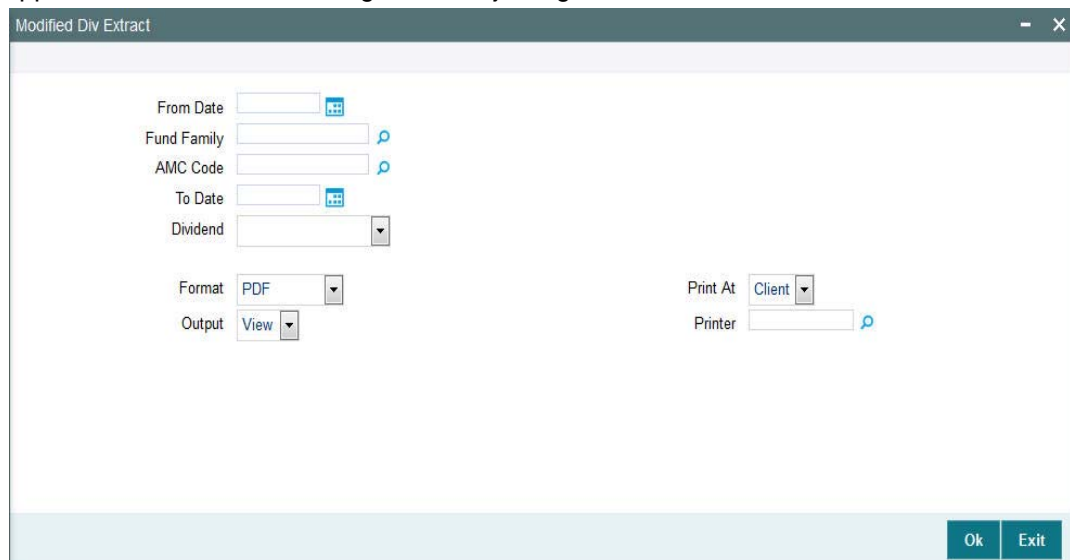 Modified Div Extract
From Date
Fund Family
AMC Code
To Date
Dividend
Format PDF
Print At Client
Output View
Printer
Ok Exit